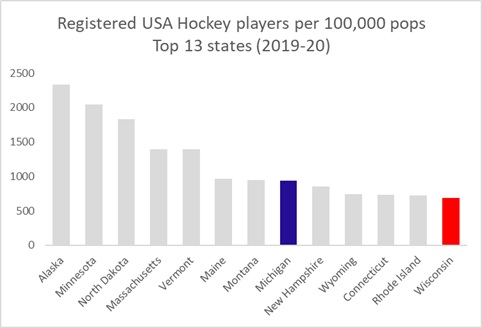 Registered USA Hockey players per 100,000 pops
Top 13 states (2019-20)
2500
2000
1500
1000
500
0
Alaska
Minnesota
North Dakota
Massachusetts
Vermont
Maine
Montana
Michigan
New Hampshire
Wyoming
Connecticut
Rhode Island
Wisconsin